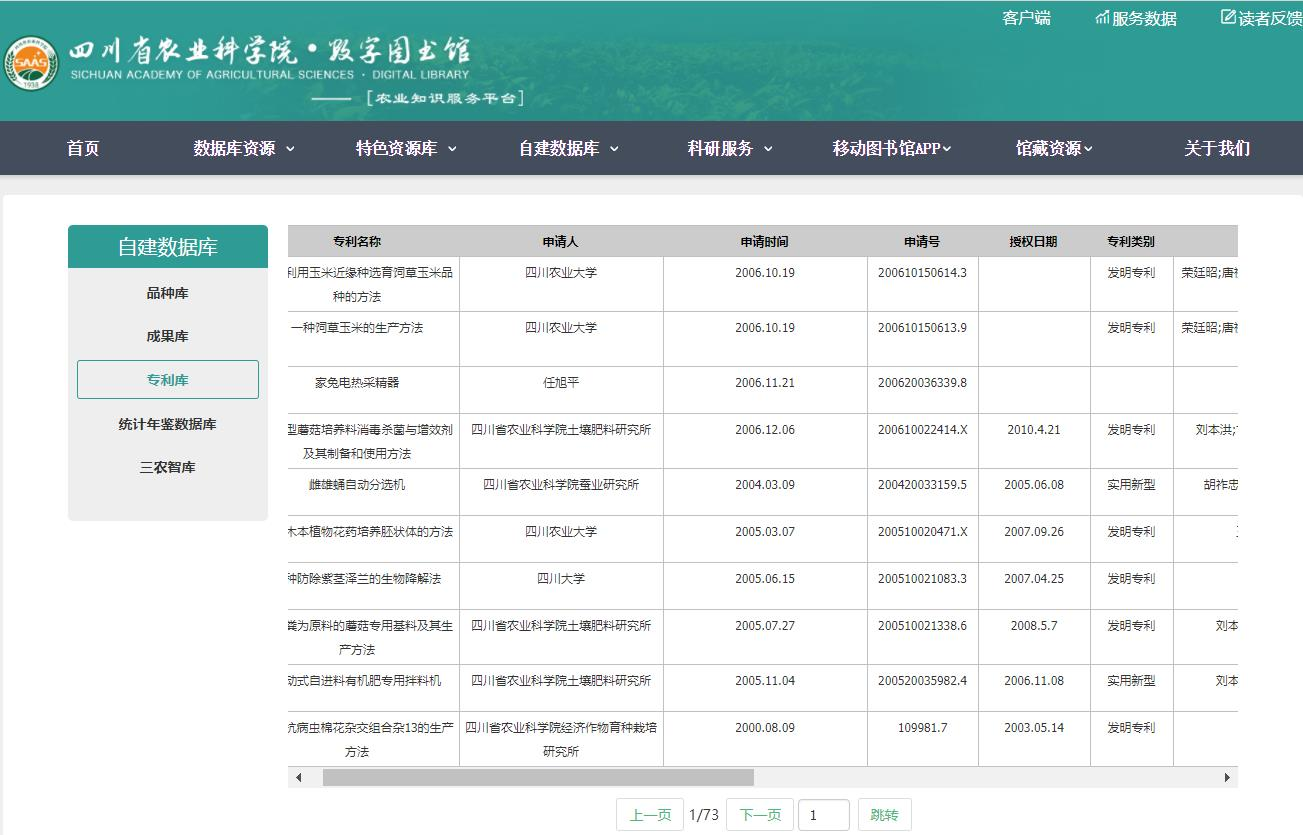 客户端 服务数据 读者反馈
四川省农业科学院·数字图书馆
SAAS
1938
SICHUAN ACADEMY OF AGRICULTURAL SCIENCES · DIGITAL LIBRARY
—— [农业知识服务平台]
首页 数据库资源 特色资源库 自建数据库 科研服务 移动图书馆APP 馆藏资源 关于我们
自建数据库
品种库
成果库
专利库
统计年鉴数据库
三农智库
专利名称 申请人 申请时间 申请号 授权日期 专利类别
利用玉米近缘种选育饲草玉米品 四川农业大学 2006.10.19 200610150614.3 发明专利 荣廷昭;唐
种的方法
一种饲草玉米的生产方法 四川农业大学 2006.10.19 200610150613.9 发明专利 荣廷昭;唐
家免电热采精器 任旭平 2006.11.21 200620036339.8
型蘑菇培养料消毒杀菌与增效剂 四川省农业科学院土壤肥料研究所 2006.12.06 200610022414.X 2010.4.21 发明专利 刘本洪;
及其制备和使用方法
雌雄蛹自动分选机 四川省农业科学院蚕业研究所 2004.03.09 200420033159.5 2005.06.08 实用新型 胡祚忠
木本植物花药培养胚状体的方法 四川农业大学 2005.03.07 200510020471.X 2007.09.26 发明专利
种防除紫茎泽兰的生物降解法 四川大学 2005.06.15 200510021083.3 2007.04.25 发明专利
粪为原料的蘑菇专用基料及其生 四川省农业科学院土壤肥料研究所 2005.07.27 200510021338.6 2008.5.7 发明专利 刘本
产方法
动式自进料有机肥专用拌料机 四川省农业科学院土壤肥料研究所 2005.11.04 200520035982.4 2006.11.08 实用新型 刘本
抗病虫棉花杂交组合杂13的生产 四川省农业科学院经济作物育种栽培 2000.08.09 109981.7 2003.05.14 发明专利
方法 研究所
上一页 1/73 下一页 1 跳转